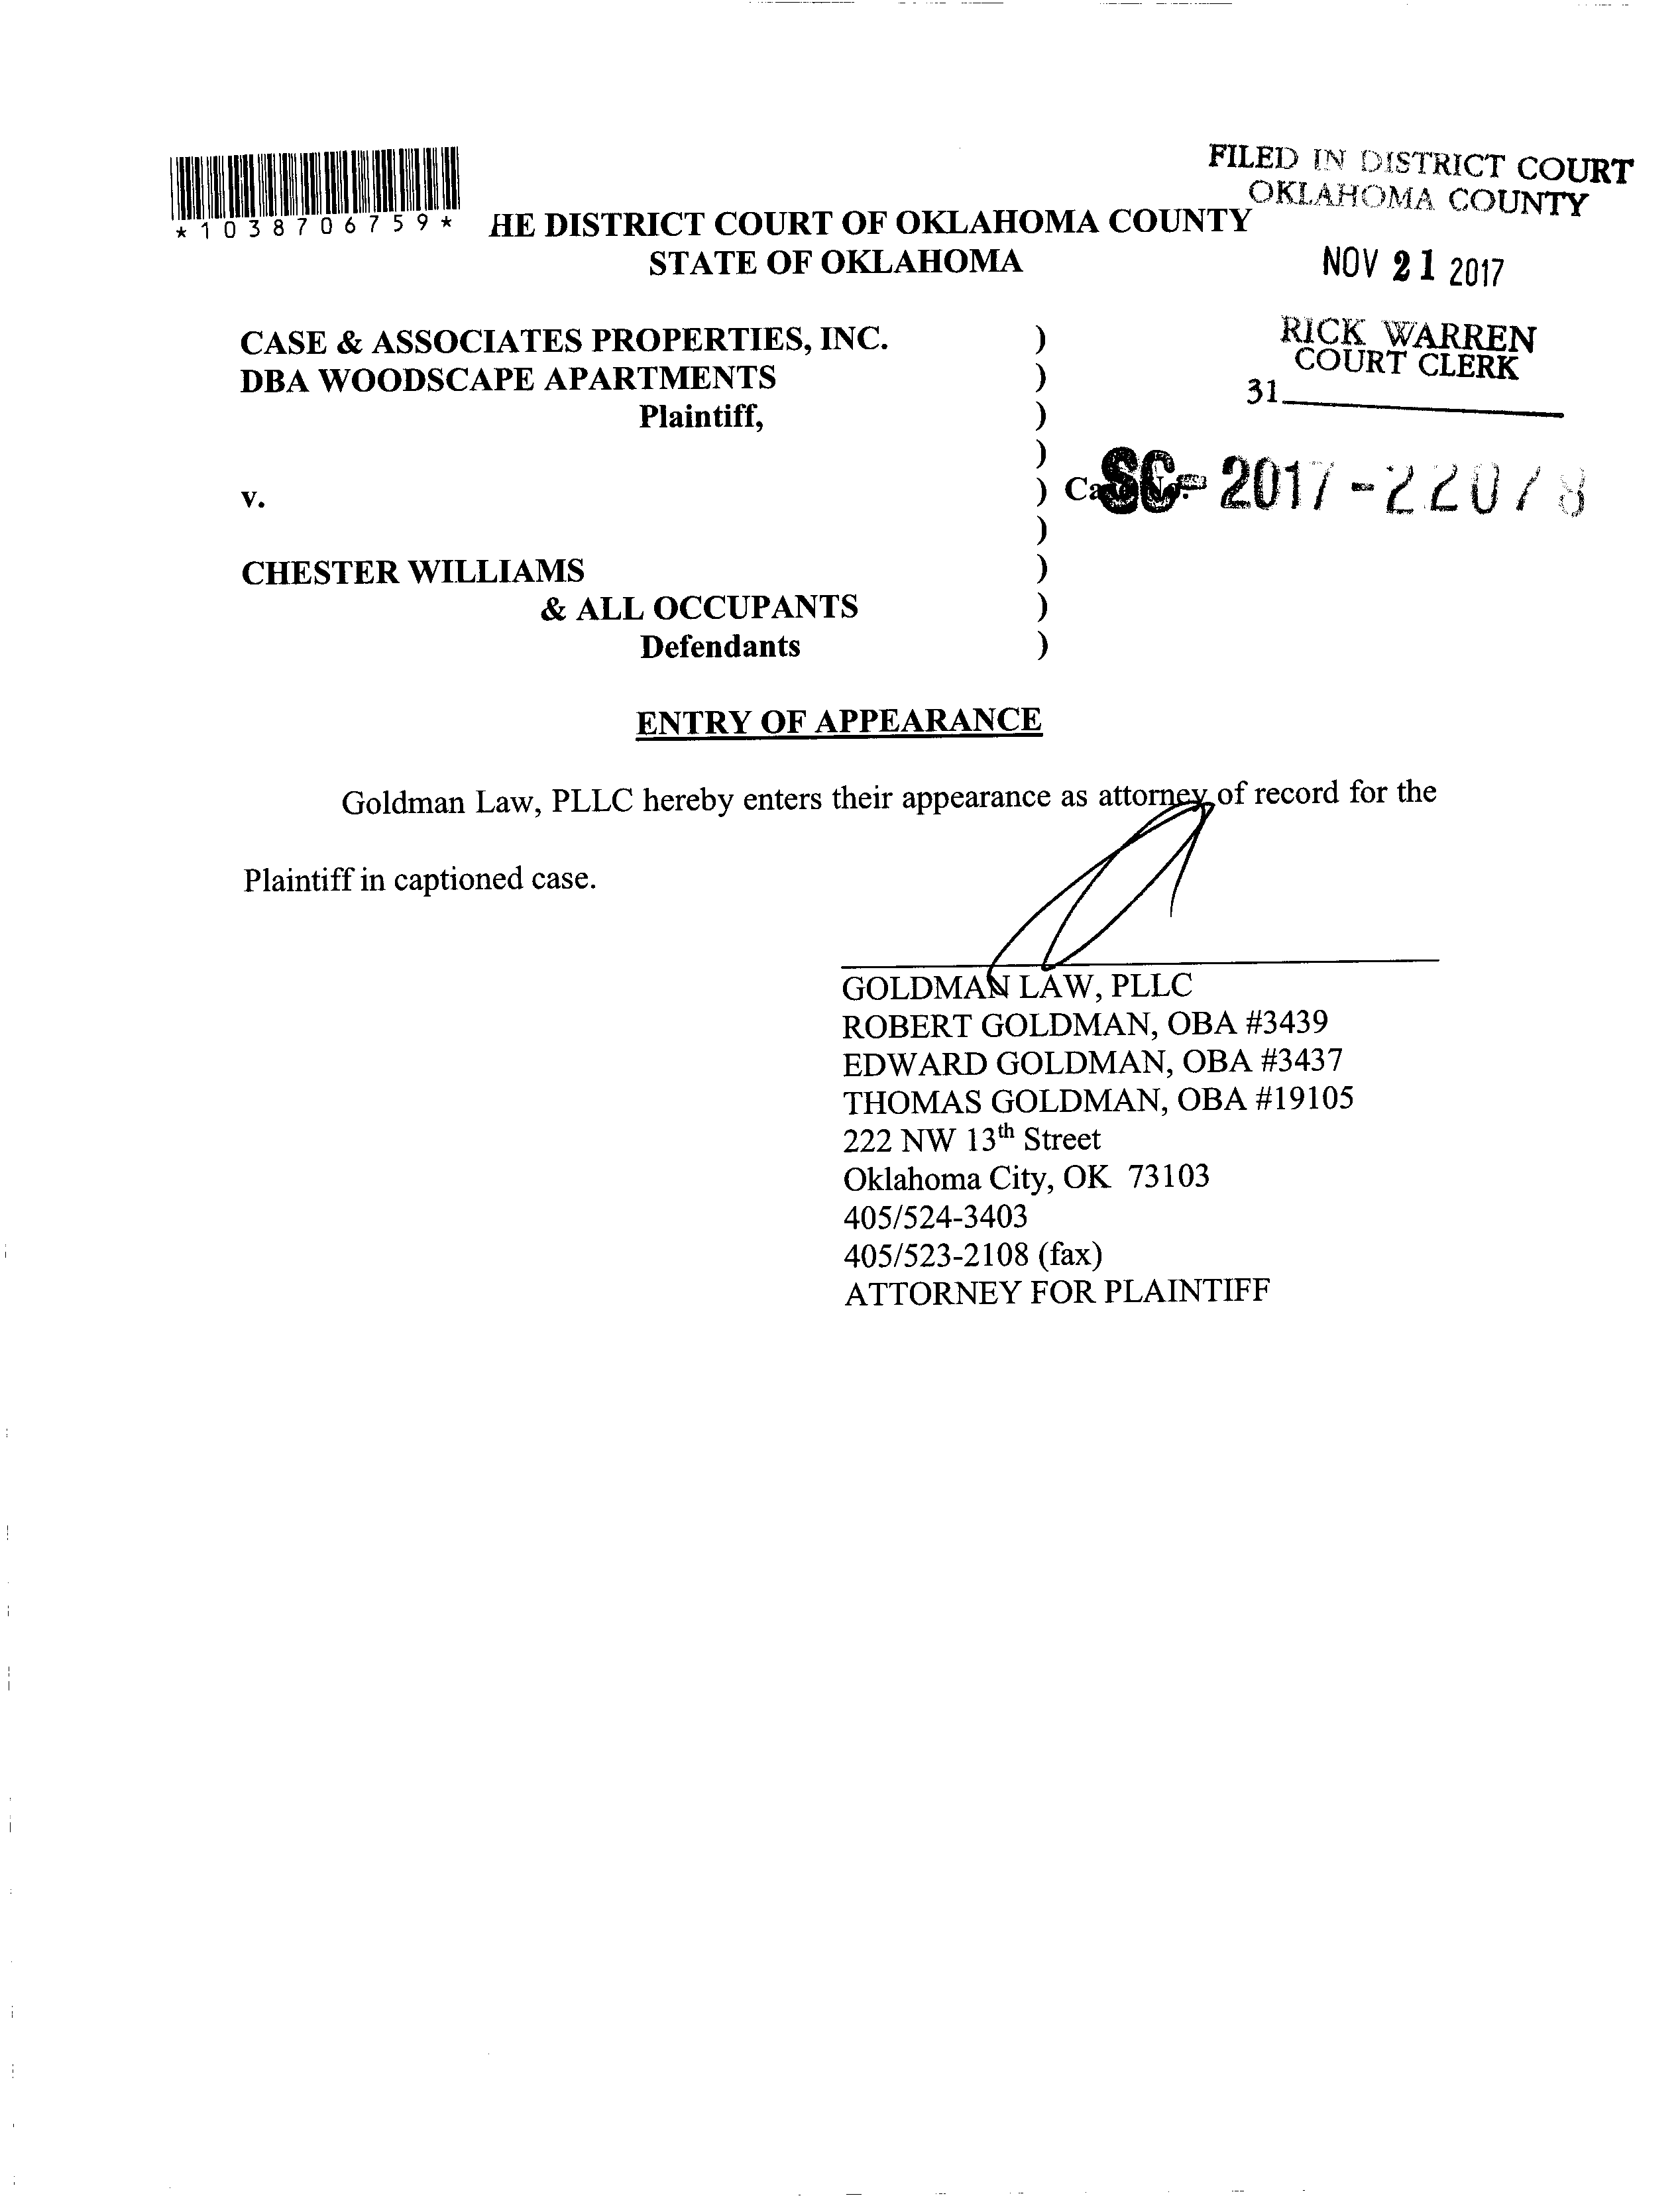 *1038706759*
HE DISTRICT COURT OF OKLAHOMA COUNTY
STATE OF OKLAHOMA
FILED IN DISTRICT COURT
OKLAHOMA COUNTY
NOV 21 2017
RICK WARREN
COURT CLERK
31
CASE & ASSOCIATES PROPERTIES, INC. )
DBA WOODSCAPE APARTMENTS )
Plaintiff, )
)
v. ) SC-2017-22078
)
CHESTER WILLIAMS )
& ALL OCCUPANTS )
Defendants )
ENTRY OF APPEARANCE
Goldman Law, PLLC hereby enters their appearance as attorney of record for the
Plaintiff in captioned case.
GOLDMAN LAW, PLLC
ROBERT GOLDMAN, OBA #3439
EDWARD GOLDMAN, OBA #3437
THOMAS GOLDMAN, OBA #19105
222 NW 13th Street
Oklahoma City, OK 73103
405/524-3403
405/523-2108 (fax)
ATTORNEY FOR PLAINTIFF